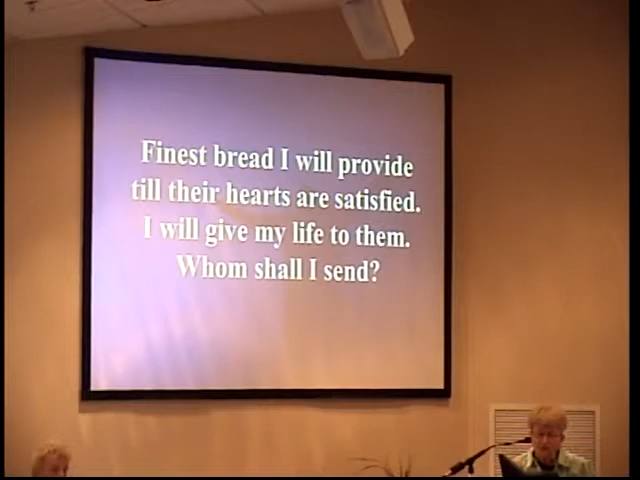 Finest bread I will provide
till their hearts are satisfied.
I will give my life to them.
Whom shall I send?